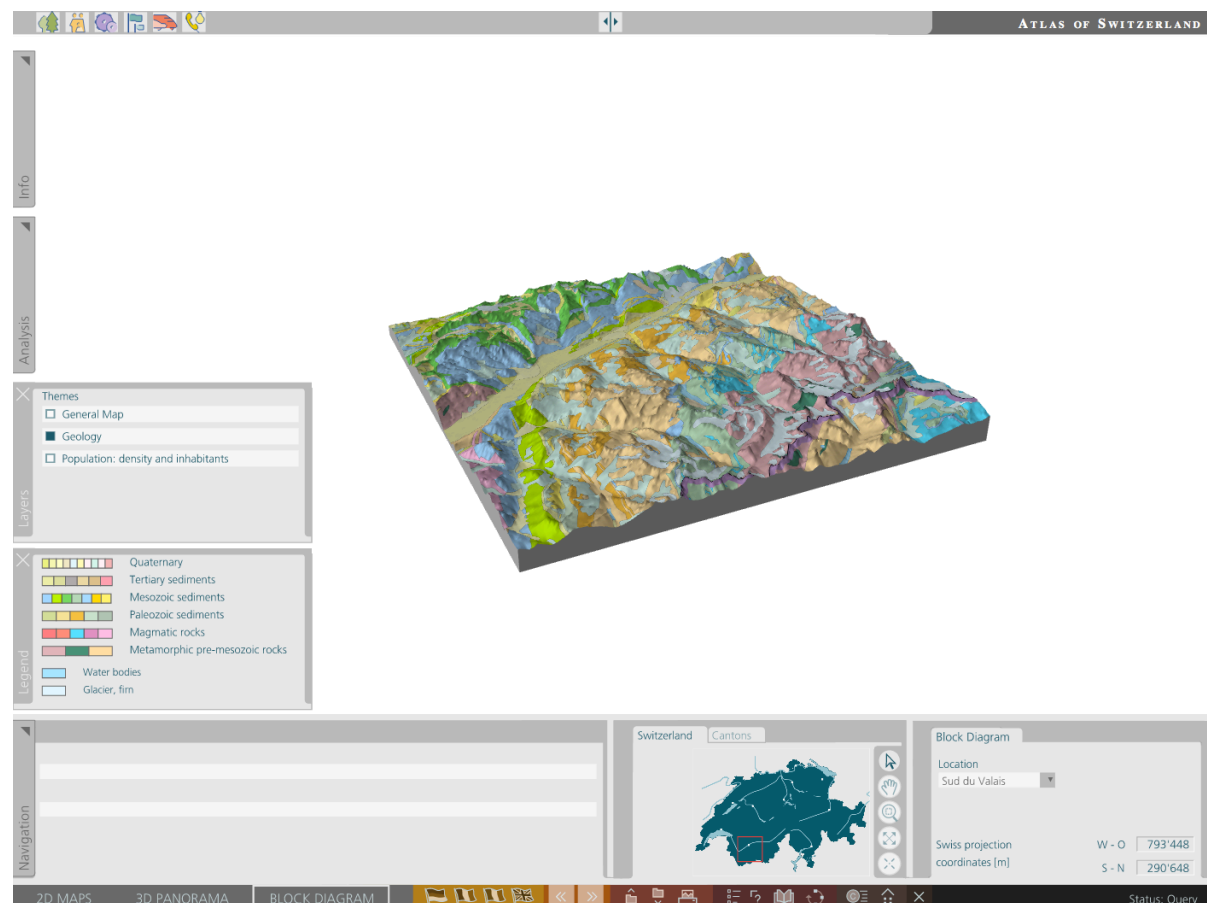 ATLAS OF SWITZERLAND
Info
Analysis
Layers
Themes
General Map
Geology
Population: density and inhabitants
Legend
Quaternary
Tertiary sediments
Mesozoic sediments
Paleozoic sediments
Magmatic rocks
Metamorphic pre-mesozoic rocks
Water bodies
Glacier, firn
Navigation
Switzerland
Cantons
Block Diagram
Location
Sud du Valais
Swiss projection
coordinates [m]
W - O 793'448
S - N 290'648
2D MAPS
3D PANORAMA
BLOCK DIAGRAM
Status: Query